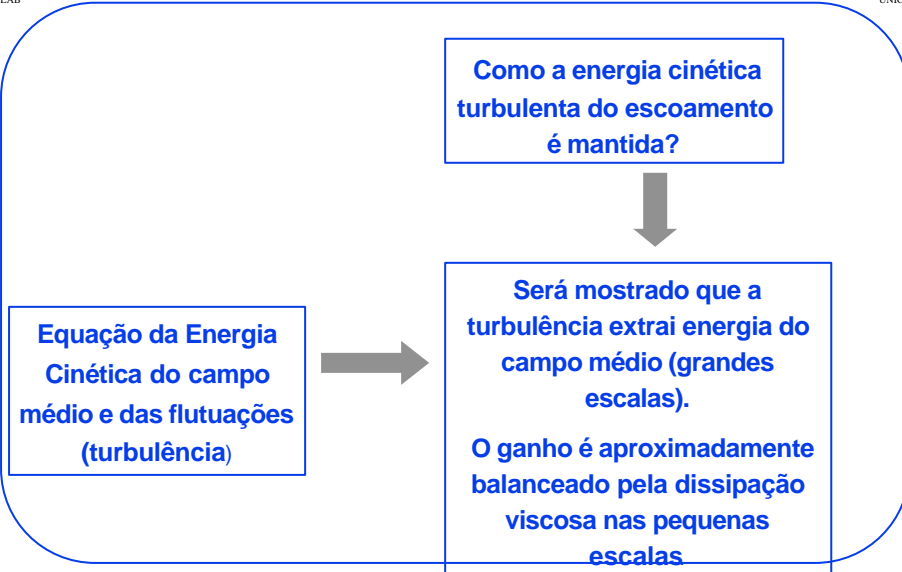 LAB
Como a energia cinética
turbulenta do escoamento
é mantida?
Equação da Energia
Cinética do campo
médio e das flutuações
(turbulência)
Será mostrado que a
turbulência extrai energia do
campo médio (grandes
escalas).
O ganho é aproximadamente
balanceado pela dissipação
viscosa nas pequenas
escalas